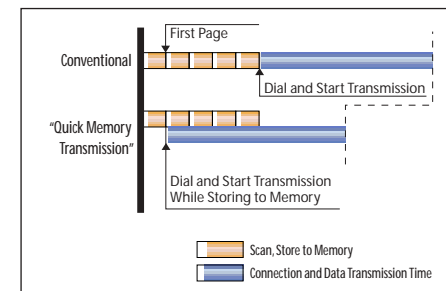 First Page
Conventional
Dial and Start Transmission
"Quick Memory
Transmission"
Dial and Start Transmission
While Storing to Memory
Scan, Store to Memory
Connection and Data Transmission Time